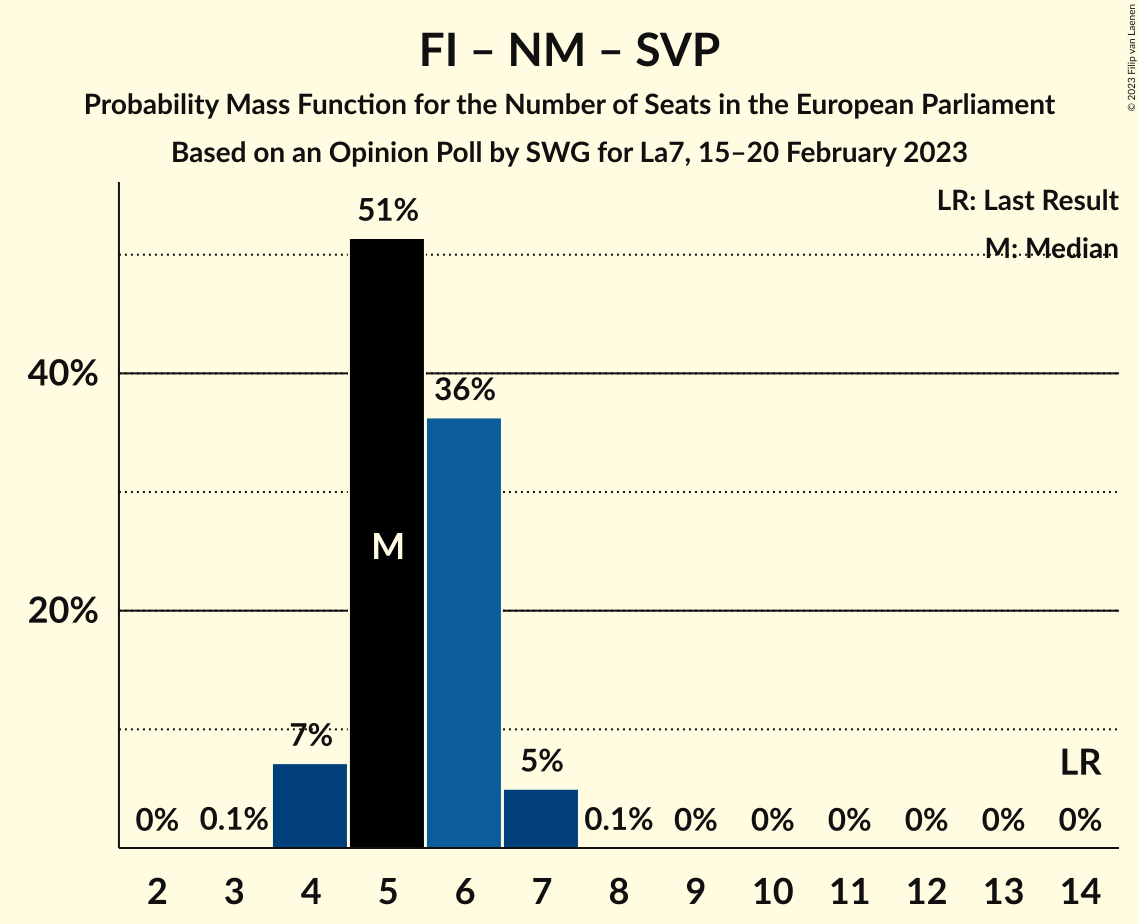 FI – NM – SVP
Probability Mass Function for the Number of Seats in the European Parliament
Based on an Opinion Poll by SWG for La7, 15–20 February 2023
© 2023 Filip van Laenen
LR: Last Result
M: Median
51%
40%
36%
M
20%
7%
5%
LR
0% 0.1% 0.1% 0% 0% 0% 0% 0% 0%
2 3 4 5 6 7 8 9 10 11 12 13 14